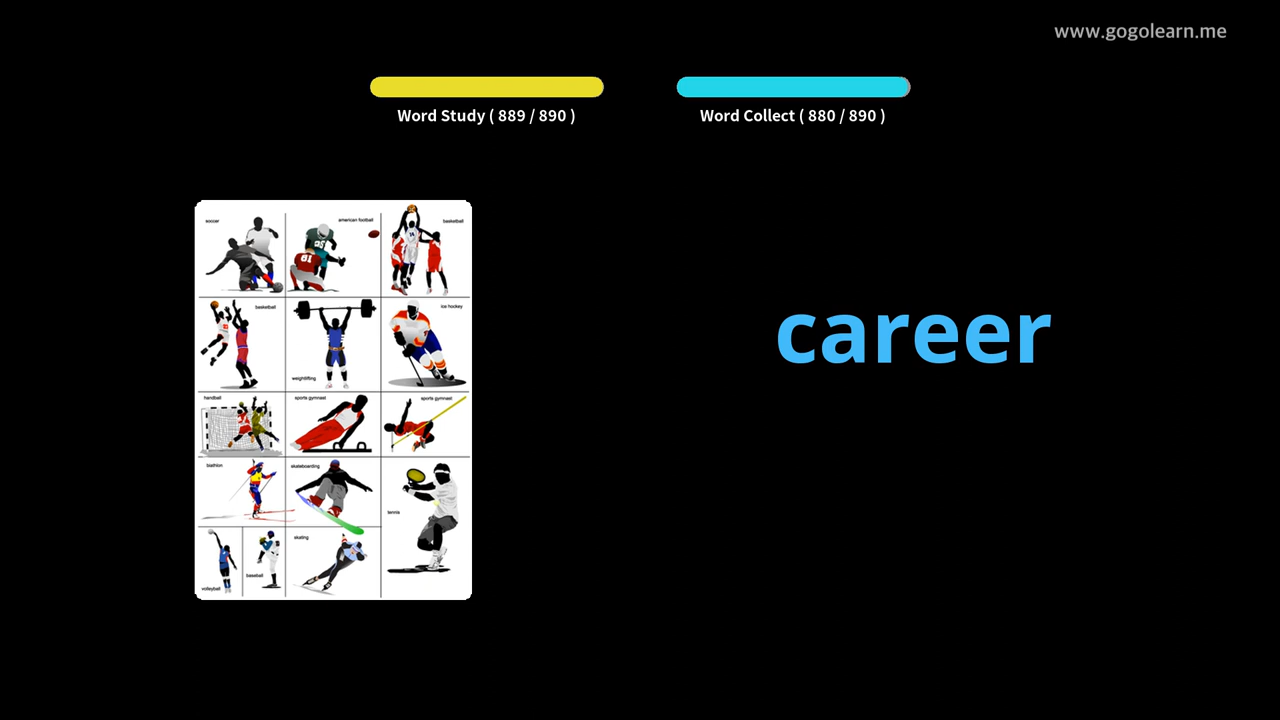 www.gogolearn.me
Word Study ( 889 / 890 )
Word Collect ( 880 / 890 )
soccer
american football
basketball
basketball
weightlifting
ice hockey
handball
sports gymnast
sports gymnast
biathlon
skateboarding
tennis
volleyball
baseball
skating
career